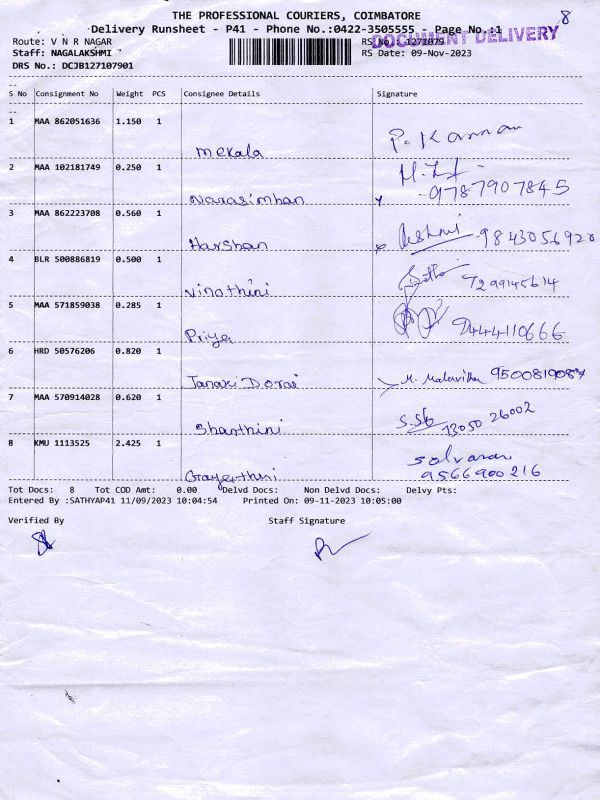 8
THE PROFESSIONAL COURIERS, COIMBATORE
Delivery Runsheet - P41 - Phone No.:0422-3505555 - Page No.:1
DOCUMENT DELIVERY
Route: V N R NAGAR RS No.: 1271079
Staff: NAGALAKSHMI RS Date: 09-Nov-2023
DRS No.: DCJB127107901
S No Consignment No Weight PCS Consignee Details Signature
1 MAA 862051636 1.150 1
Mekala P. Kannan
2 MAA 102181749 0.250 1
Narasimhan 9787907845
3 MAA 862223708 0.560 1
Harshan 9843056920
4 BLR 500886819 0.500 1
Vinothini 7299145614
5 MAA 571859038 0.285 1
Priya 9444110666
6 HRD 50576206 0.820 1
Janaki Dorai M. Malavika 9500819087
7 MAA 570914028 0.620 1
Shanthini 13050 26002
8 KMU 1113525 2.425 1
Gayathiri 9566900216
Tot Docs: 8 Tot COD Amt: 0.00 Delvd Docs: Non Delvd Docs: Delvy Pts:
Entered By :SATHYAP41 11/09/2023 10:04:54 Printed On: 09-11-2023 10:05:00
Verified By Staff Signature